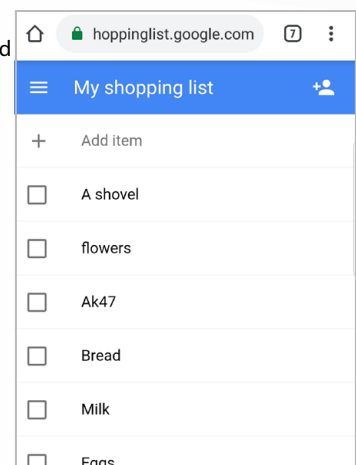 d
hoppinglist.google.com 7
My shopping list
Add item
A shovel
flowers
Ak47
Bread
Milk
Eggs